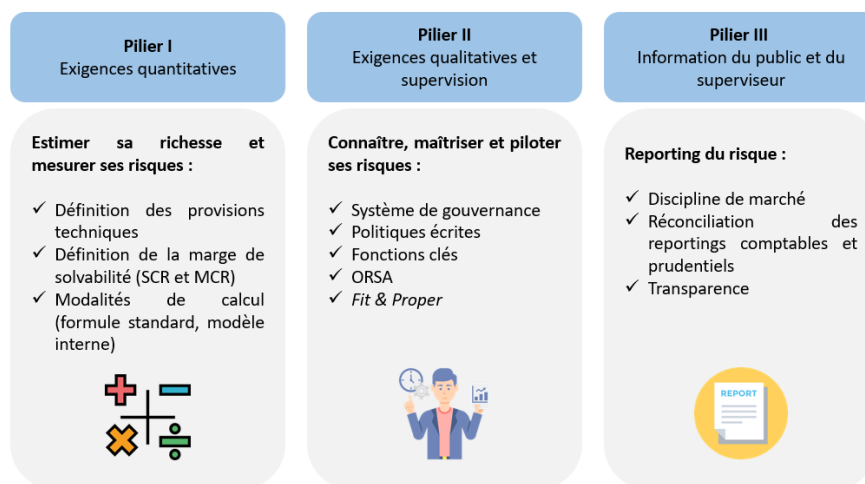 Pilier I
Exigences quantitatives
Estimer sa richesse et
mesurer ses risques :
✓ Définition des provisions
techniques
✓ Définition de la marge de
solvabilité (SCR et MCR)
✓ Modalités de calcul
(formule standard, modèle
interne)
Pilier II
Exigences qualitatives et
supervision
Connaître, maîtriser et piloter
ses risques :
✓ Système de gouvernance
✓ Politiques écrites
✓ Fonctions clés
✓ ORSA
✓ Fit & Proper
Pilier III
Information du public et du
superviseur
Reporting du risque :
✓ Discipline de marché
✓ Réconciliation des
reportings comptables et
prudentiels
✓ Transparence
REPORT